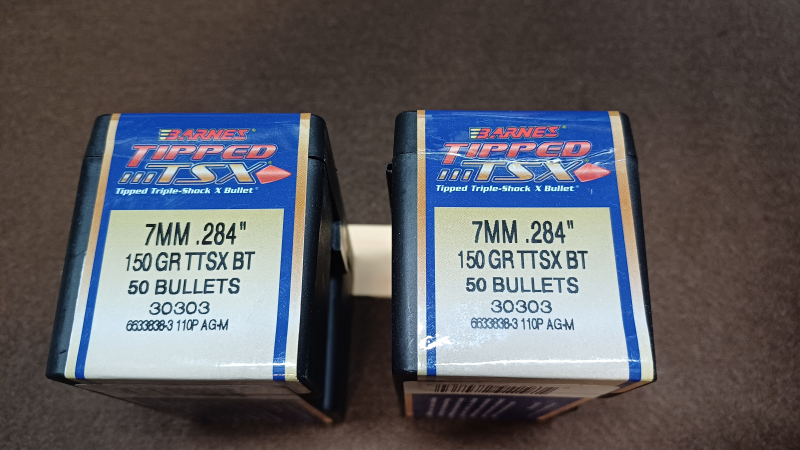 BARNES
TIPPED
TSX
Tipped Triple-Shock X Bullet
7MM .284"
150 GR TTSX BT
50 BULLETS
30303
6633838-3 110P AG-M
BARNES
TIPPED
TSX
Tipped Triple-Shock X Bullet
7MM .284"
150 GR TTSX BT
50 BULLETS
30303
6633838-3 110P AG-M